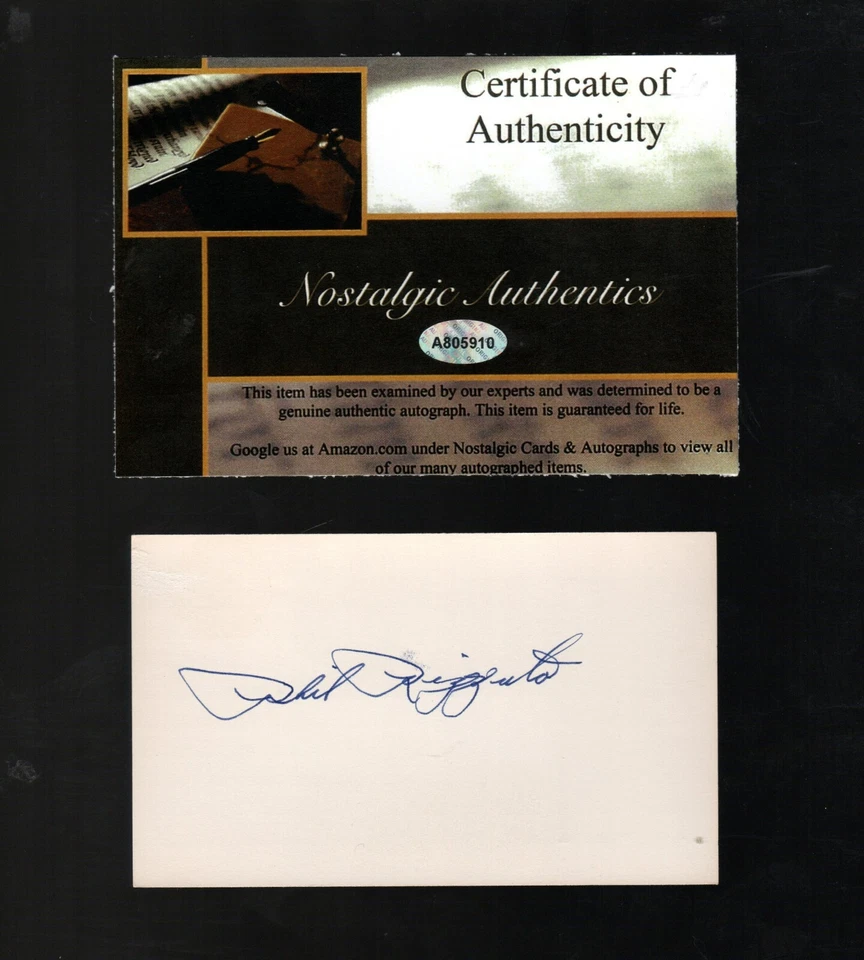 Certificate of
Authenticity
Nostalgic Authentics
A805910
This item has been examined by our experts and was determined to be a
genuine authentic autograph. This item is guaranteed for life.
Google us at Amazon.com under Nostalgic Cards & Autographs to view all
of our many autographed items.
Phil Rizzuto